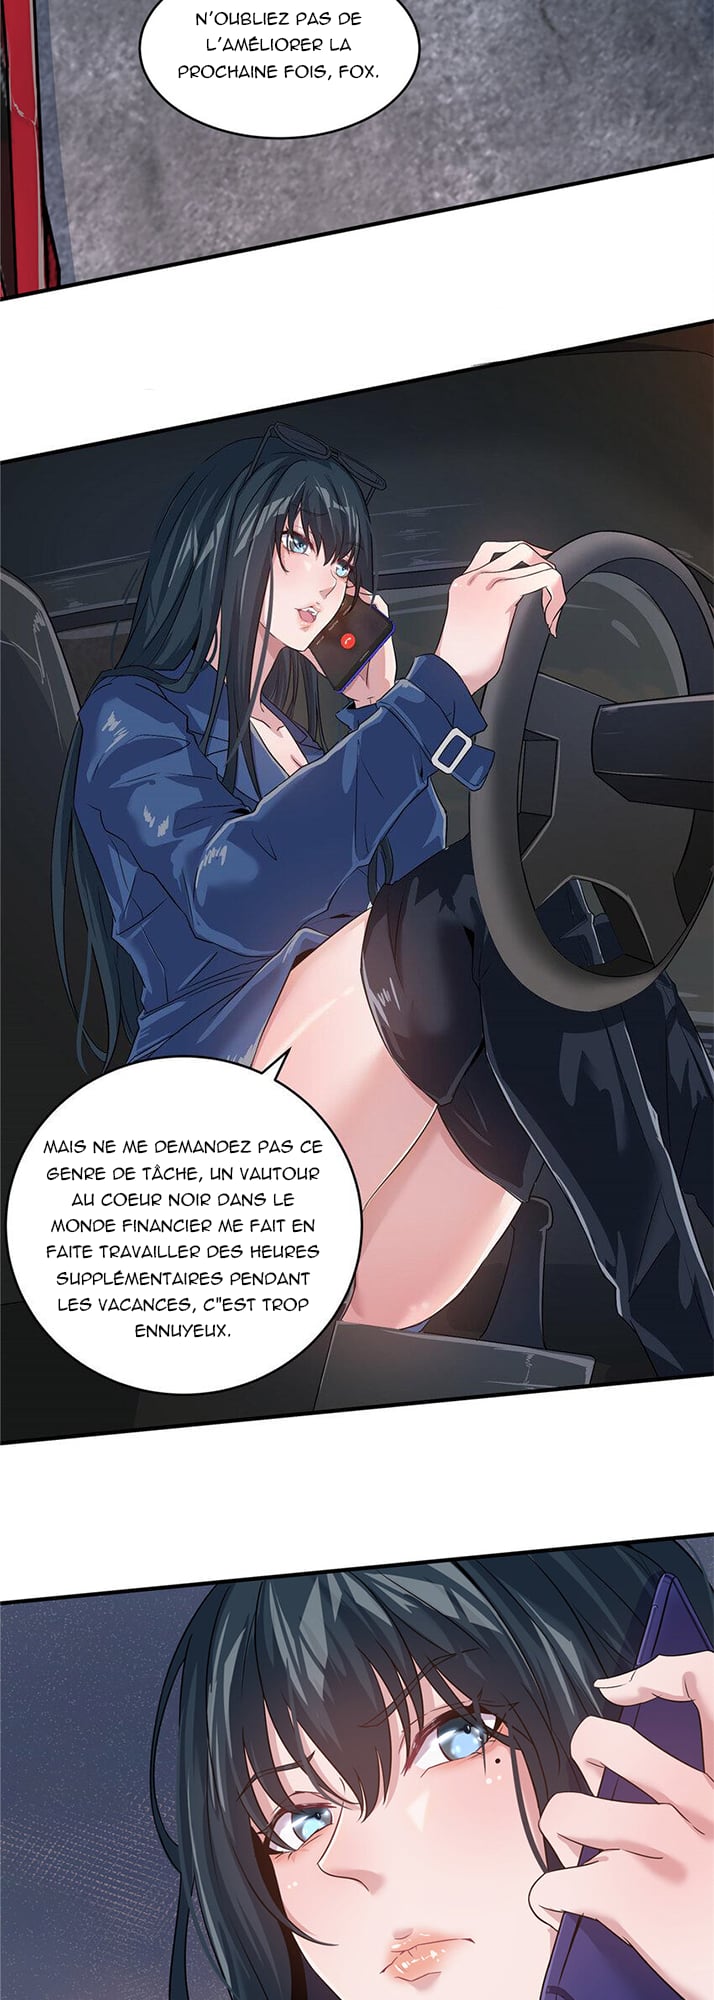 N'OUBLIEZ PAS DE
L'AMÉLIORER LA
PROCHAINE FOIS, FOX.
MAIS NE ME DEMANDEZ PAS CE
GENRE DE TÂCHE, UN VAUTOUR
AU COEUR NOIR DANS LE
MONDE FINANCIER ME FAIT EN
FAITE TRAVAILLER DES HEURES
SUPPLÉMENTAIRES PENDANT
LES VACANCES, C"EST TROP
ENNUYEUX.